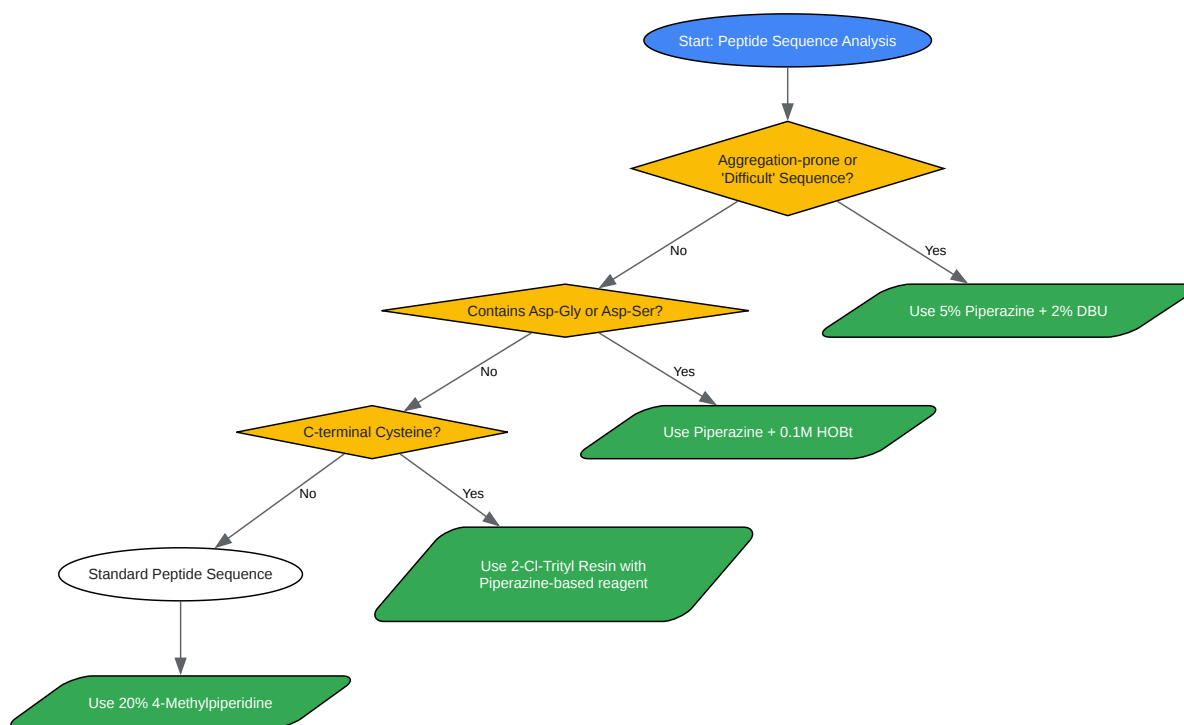 Start: Peptide Sequence Analysis
Aggregation-prone or
'Difficult' Sequence?
No
Yes
Contains Asp-Gly or Asp-Ser?
Use 5% Piperazine + 2% DBU
No
Yes
C-terminal Cysteine?
Use Piperazine + 0.1M HOBt
No
Yes
Standard Peptide Sequence
Use 2-Cl-Trityl Resin with
Piperazine-based reagent
Use 20% 4-Methylpiperidine